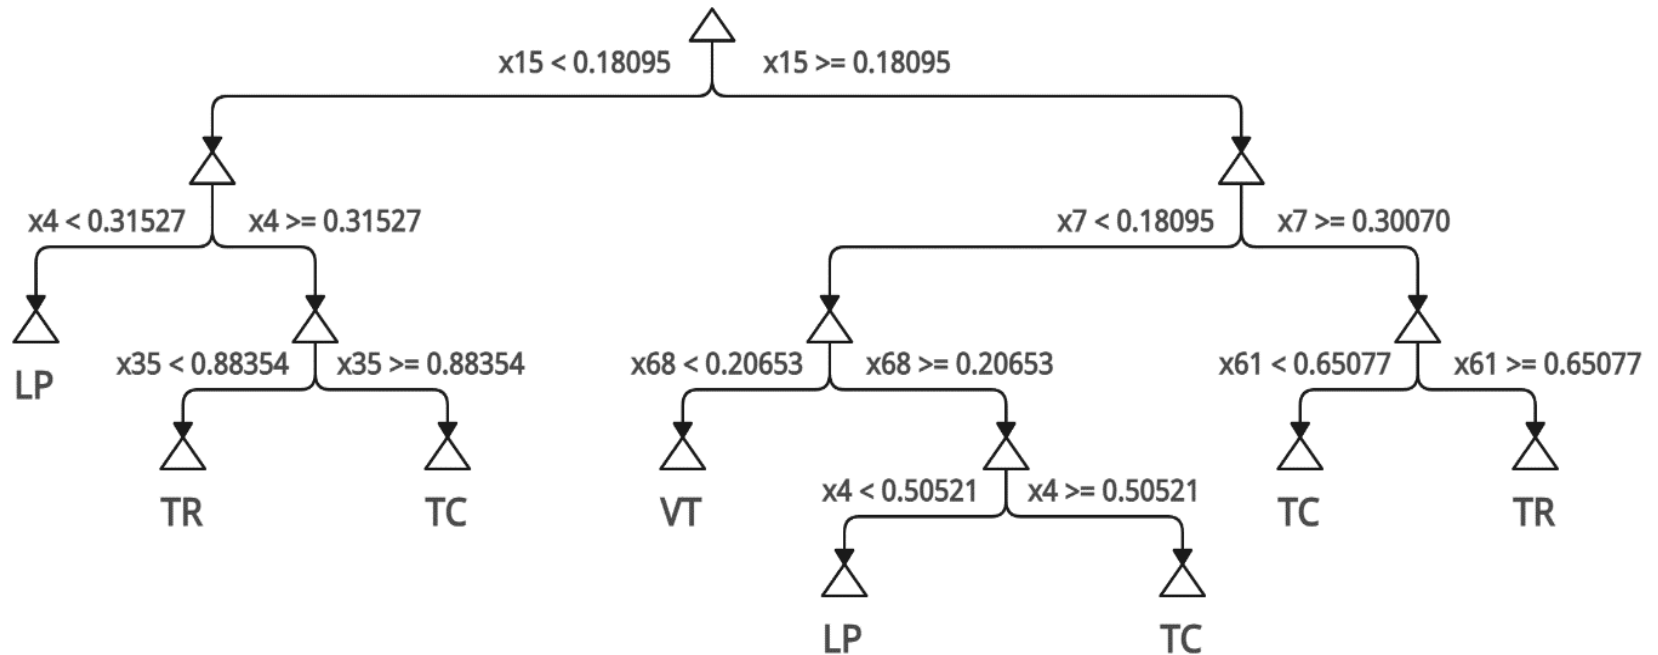 x15 < 0.18095 x15 >= 0.18095
x4 < 0.31527 x4 >= 0.31527 x7 < 0.18095 x7 >= 0.30070
LP x35 < 0.88354 x35 >= 0.88354 x68 < 0.20653 x68 >= 0.20653 x61 < 0.65077 x61 >= 0.65077
TR TC VT x4 < 0.50521 x4 >= 0.50521 TC TR
LP TC